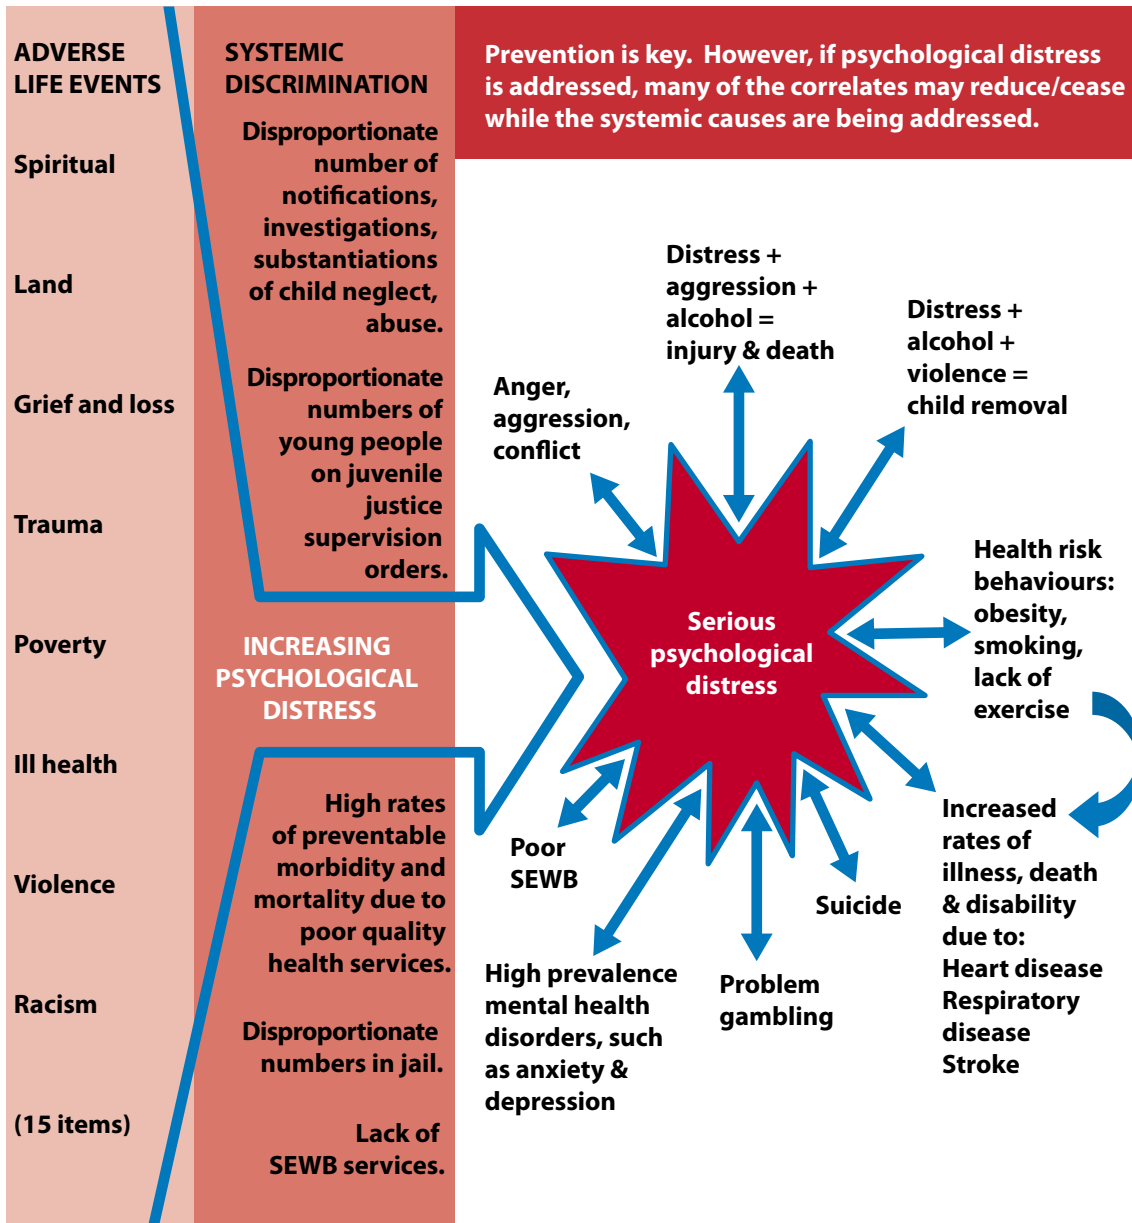 ADVERSE
LIFE EVENTS
Spiritual
Land
Grief and loss
Trauma
Poverty
Ill health
Violence
Racism
(15 items)
SYSTEMIC
DISCRIMINATION
Disproportionate
number of
notifications,
investigations,
substantiations
of child neglect,
abuse.
Disproportionate
numbers of
young people
on juvenile
justice
supervision
orders.
INCREASING
PSYCHOLOGICAL
DISTRESS
High rates
of preventable
morbidity and
mortality due to
poor quality
health services.
Disproportionate
numbers in jail.
Lack of
SEWB services.
Prevention is key. However, if psychological distress
is addressed, many of the correlates may reduce/cease
while the systemic causes are being addressed.
Distress +
aggression +
alcohol =
injury & death
Distress +
alcohol +
violence =
child removal
Anger,
aggression,
conflict
Serious
psychological
distress
Health risk
behaviours:
obesity,
smoking,
lack of
exercise
Increased
rates of
illness, death
& disability
due to:
Heart disease
Respiratory
disease
Stroke
Poor
SEWB
Suicide
High prevalence
mental health
disorders, such
as anxiety &
depression
Problem
gambling